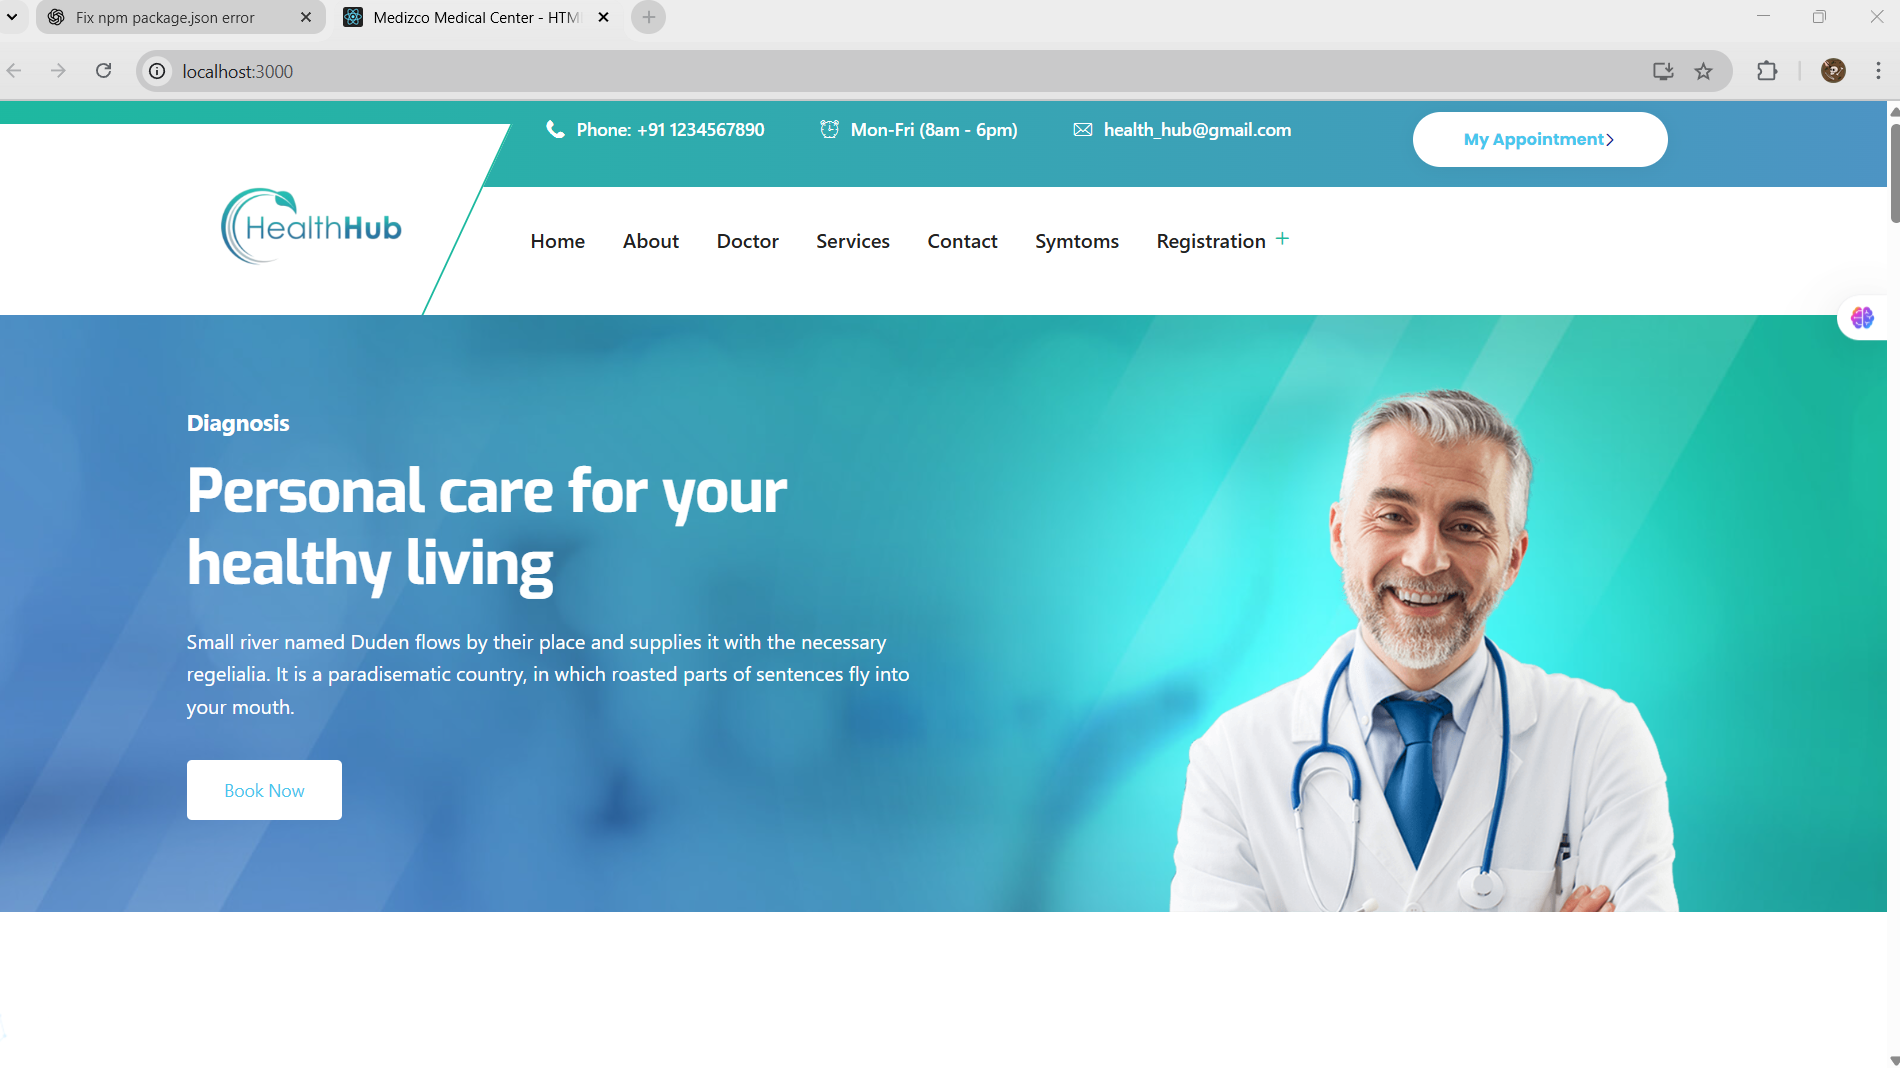 Fix npm package.json error
Medizco Medical Center - HTM
localhost:3000
Phone: +91 1234567890
Mon-Fri (8am - 6pm)
health_hub@gmail.com
My Appointment
HealthHub
Home
About
Doctor
Services
Contact
Symtoms
Registration +
Diagnosis
Personal care for your
healthy living
Small river named Duden flows by their place and supplies it with the necessary
regelialia. It is a paradisematic country, in which roasted parts of sentences fly into
your mouth.
Book Now